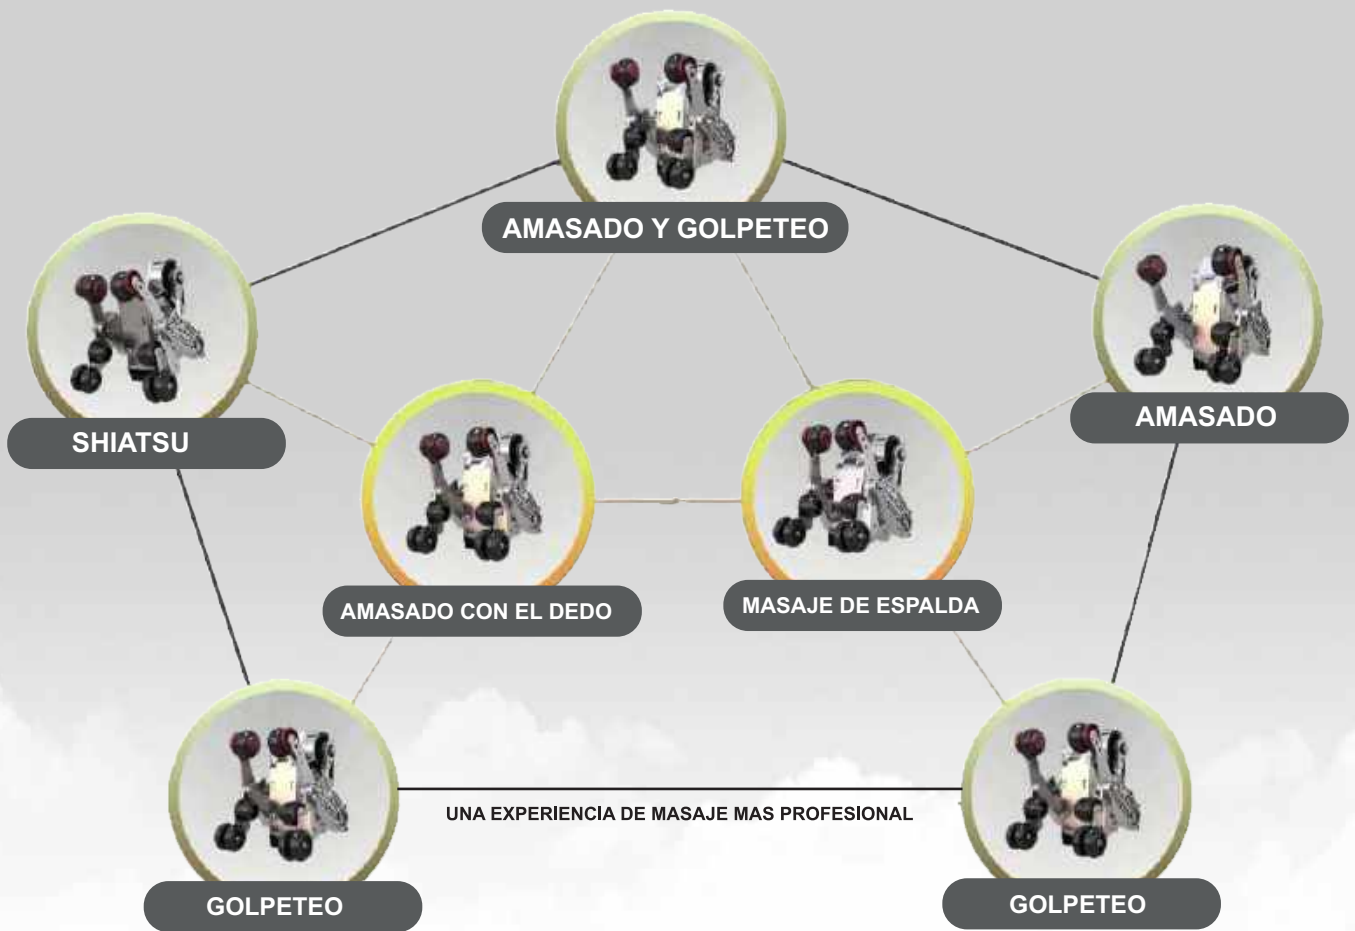 AMASADO Y GOLPETEO
SHIATSU
AMASADO
AMASADO CON EL DEDO
MASAJE DE ESPALDA
UNA EXPERIENCIA DE MASAJE MAS PROFESIONAL
GOLPETEO
GOLPETEO